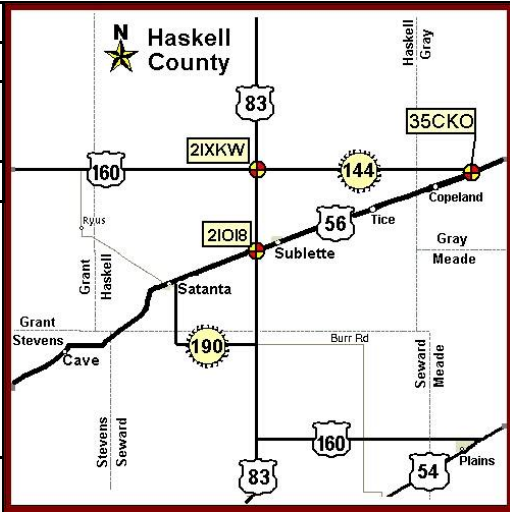 N
Haskell
County
Haskell
Gray
83
35CKO
2IXKW
160
144
Copeland
Ryus
2IOI8
56
Tice
Sublette
Gray
Meade
Grant
Haskell
Satanta
Grant
Stevens
190
Burr Rd
Cave
Seward
Meade
Stevens
Seward
160
Plains
83
54